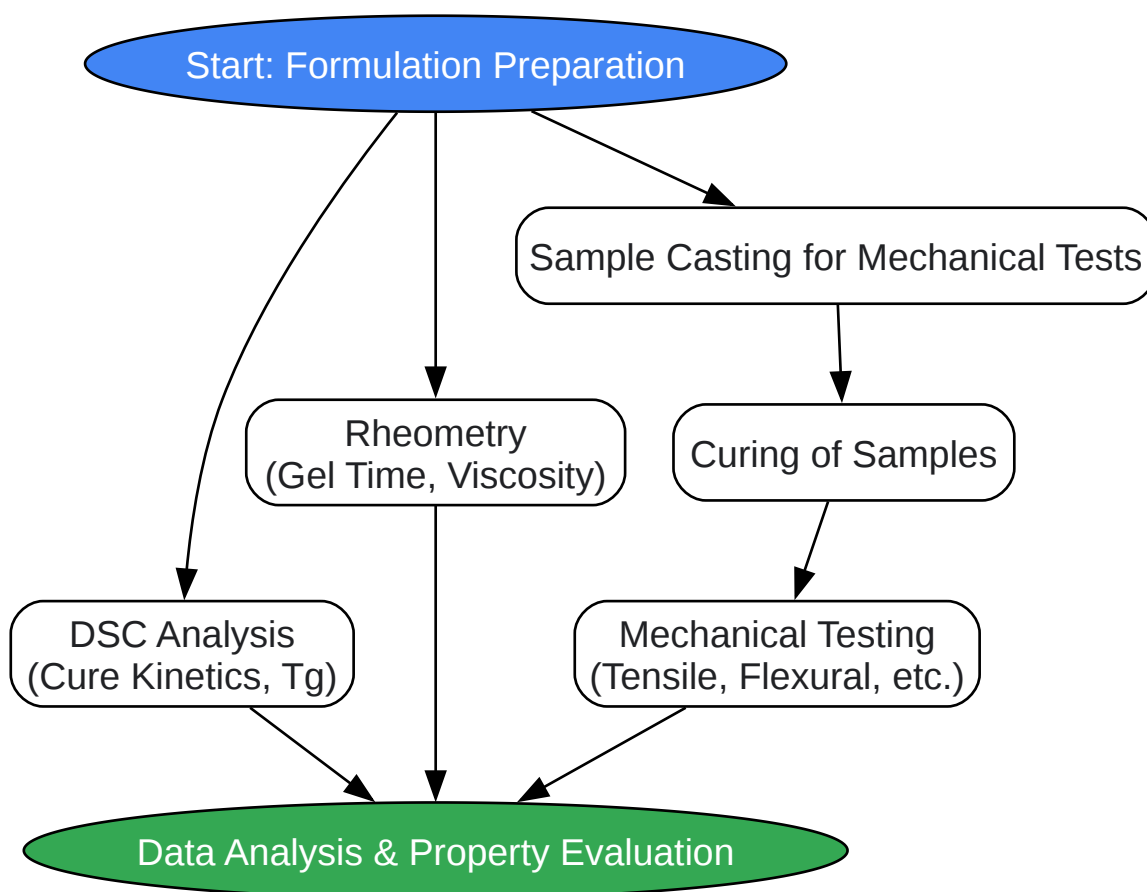 Start: Formulation Preparation
Sample Casting for Mechanical Tests
Rheometry
(Gel Time, Viscosity)
Curing of Samples
DSC Analysis
(Cure Kinetics, Tg)
Mechanical Testing
(Tensile, Flexural, etc.)
Data Analysis & Property Evaluation